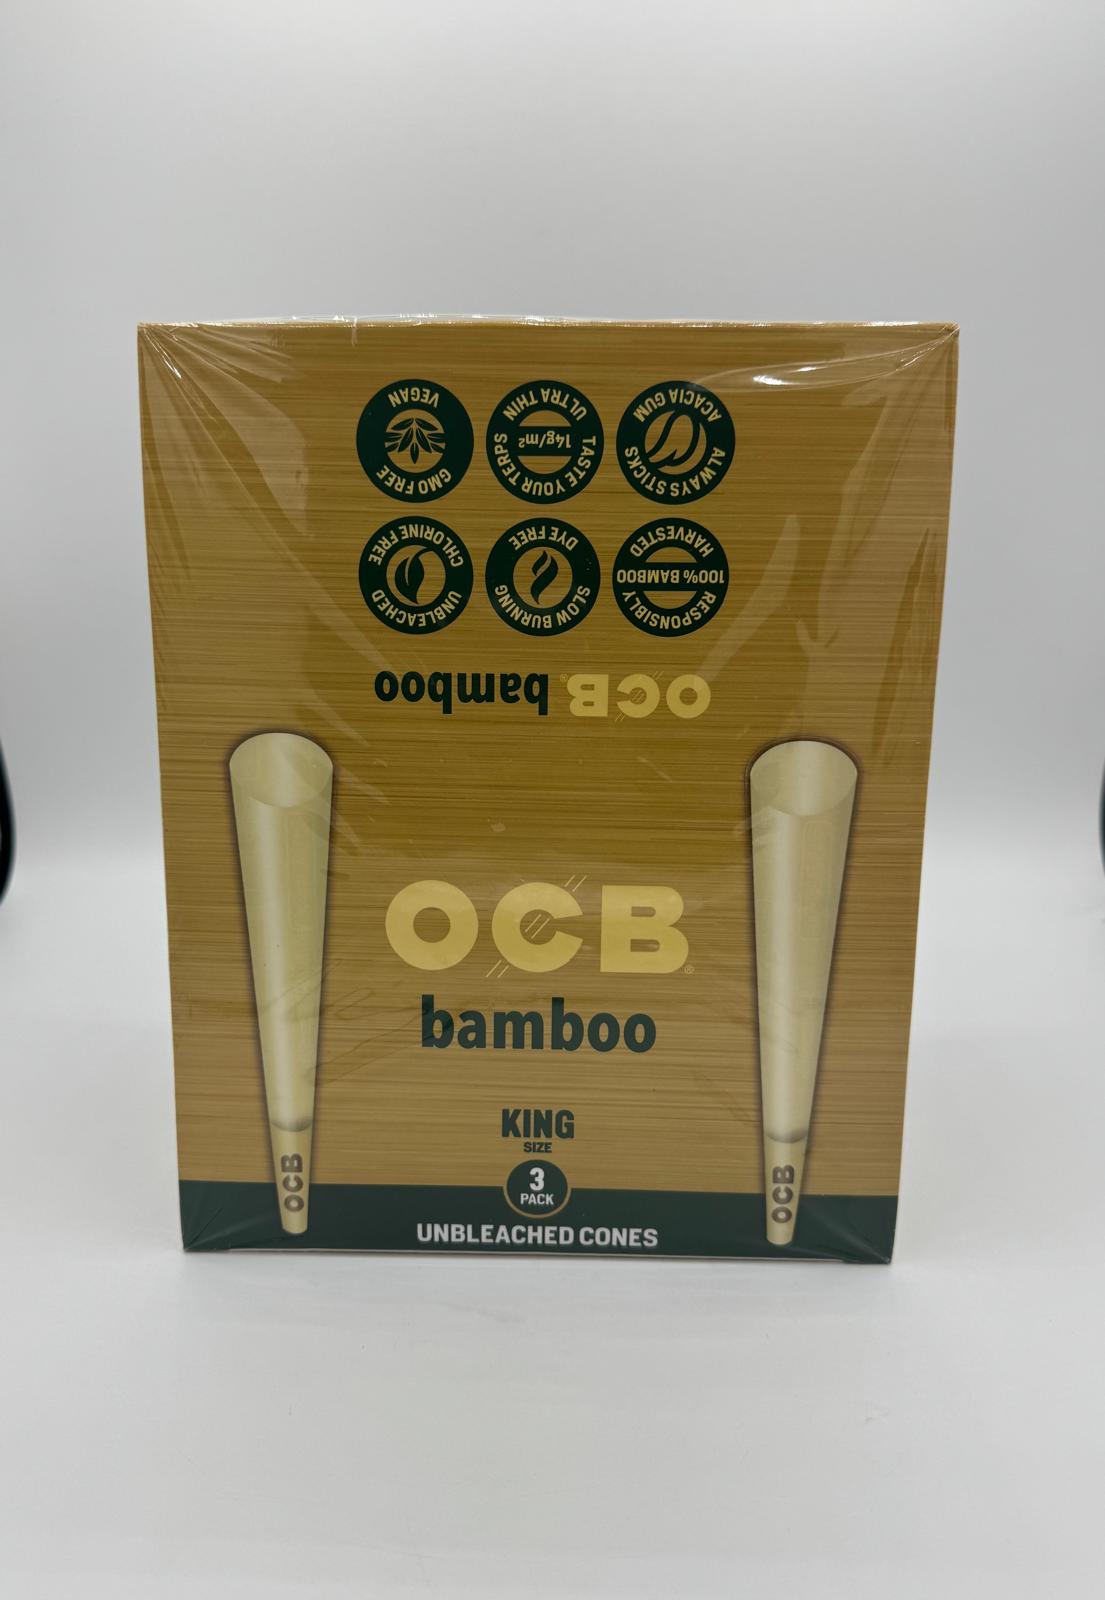 ALWAYS STICKS
ACACIA GUM
TASTE YOUR TERPS
14g/m²
ULTRA THIN
GMO FREE
VEGAN
RESPONSIBLY
100% BAMBOO
HARVESTED
SLOW BURNING
DYE FREE
UNBLEACHED
CHLORINE FREE
OCB® bamboo
OCB®
bamboo
KING
SIZE
3
PACK
UNBLEACHED CONES
OCB
OCB